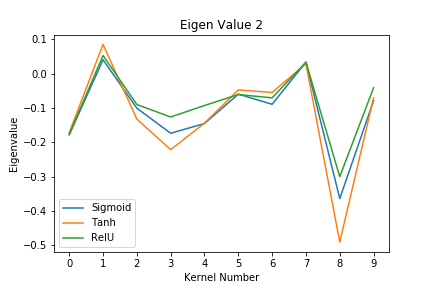 Eigen Value 2
Eigenvalue
0.1
0.0
−0.1
−0.2
−0.3
−0.4
−0.5
Sigmoid
Tanh
RelU
0 1 2 3 4 5 6 7 8 9
Kernel Number